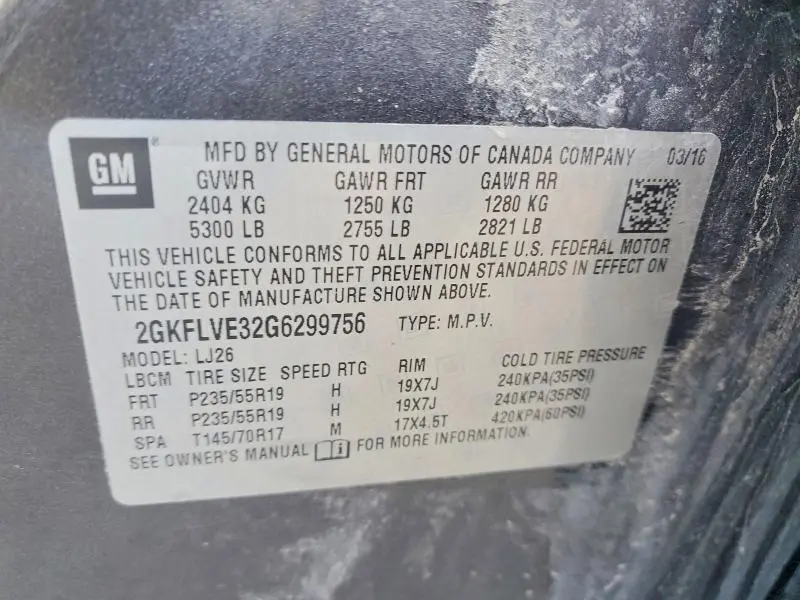 GM® MFD BY GENERAL MOTORS OF CANADA COMPANY 03/16
GVWR GAWR FRT GAWR RR
2404 KG 1250 KG 1280 KG
5300 LB 2755 LB 2821 LB
THIS VEHICLE CONFORMS TO ALL APPLICABLE U.S. FEDERAL MOTOR
VEHICLE SAFETY AND THEFT PREVENTION STANDARDS IN EFFECT ON
THE DATE OF MANUFACTURE SHOWN ABOVE.
2GKFLVE32G6299756 TYPE: M.P.V.
MODEL: LJ26
LBCM TIRE SIZE SPEED RTG RIM COLD TIRE PRESSURE
FRT P235/55R19 H 19X7J 240KPA(35PSI)
RR P235/55R19 H 19X7J 240KPA(35PSI)
SPA T145/70R17 M 17X4.5T 420KPA(60PSI)
SEE OWNER'S MANUAL i FOR MORE INFORMATION.